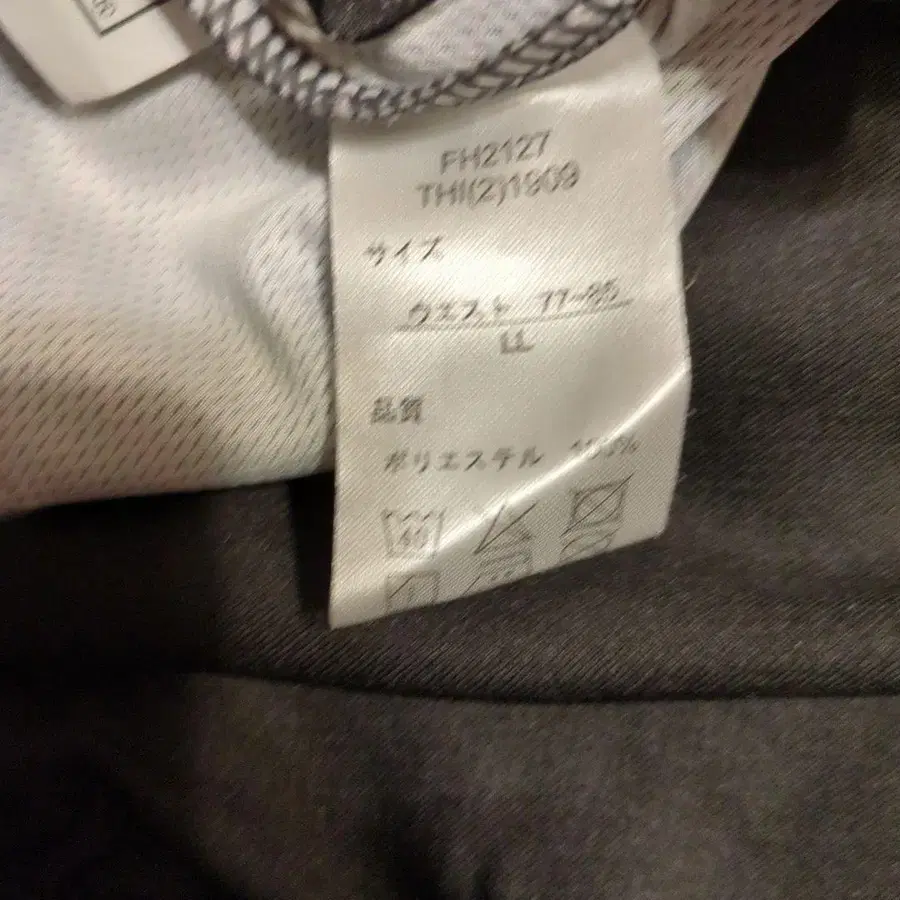 FH2127
THI(2)1909
サイズ
ウエスト 77~85
LL
品質
ポリエステル 100%
40